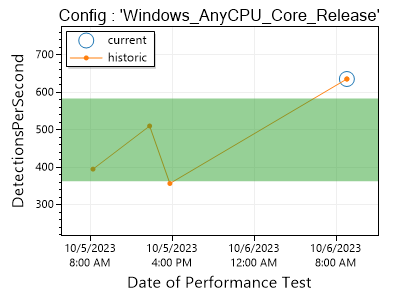 Config : 'Windows_AnyCPU_Core_Release'
current
historic
700
600
500
400
300
DetectionsPerSecond
10/5/2023 10/5/2023 10/6/2023 10/6/2023
8:00 AM 4:00 PM 12:00 AM 8:00 AM
Date of Performance Test